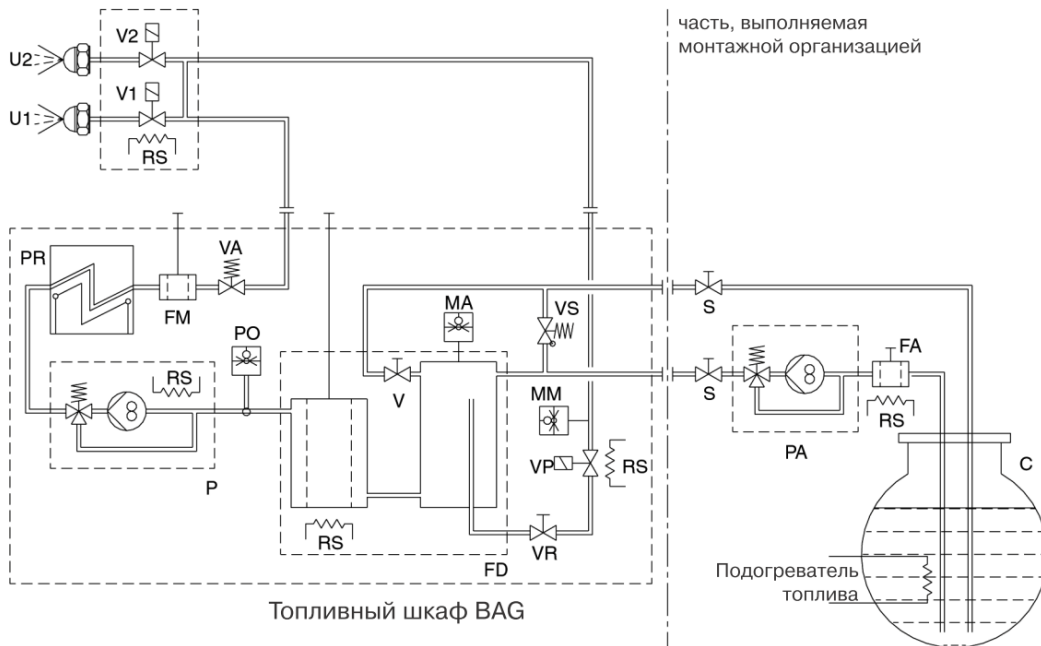 часть, выполняемая
монтажной организацией
V2
U2
V1
U1
RS
PR
VA
FM
MA
VS
S
PO
FA
RS
V
MM
S
RS
PA
C
VP
RS
P
RS
VR
FD
Подогреватель
топлива
Топливный шкаф BAG